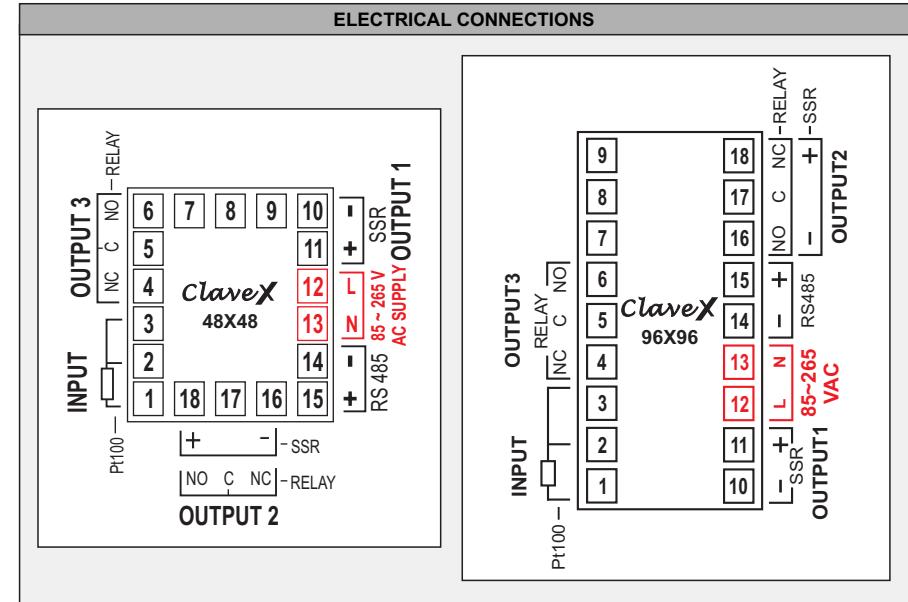 ELECTRICAL CONNECTIONS
OUTPUT 3
NC C NO
RELAY
INPUT
Pt100
6 7 8 9 10
5 11
4 12
3 13
2 14
1 18 17 16 15
ClaveX
48X48
- +
SSR
OUTPUT 1
L
N
85 ~ 265 V
AC SUPPLY
- +
RS 485
+ -
SSR
NO C NC
RELAY
OUTPUT 2
9 18
8 17
7 16
6 15
5 14
4 13
3 12
2 11
1 10
ClaveX
96X96
OUTPUT3
RELAY
NC C NO
INPUT
Pt100
NO C NC
RELAY
SSR
- +
OUTPUT2
- +
RS485
L N
85~265
VAC
- +
SSR
OUTPUT1